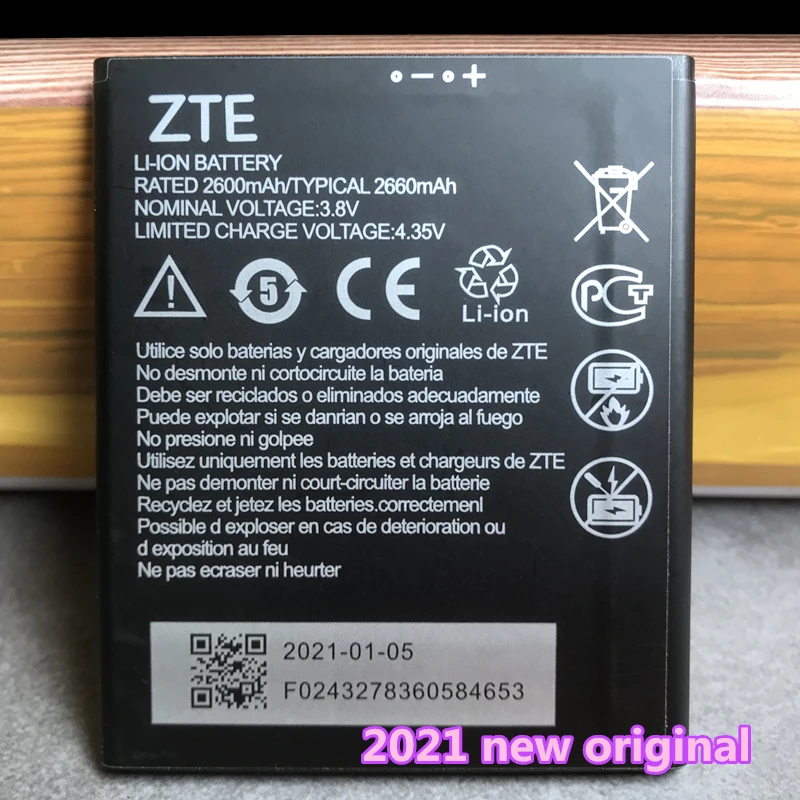 ZTE
LI-ION BATTERY
RATED 2600mAh/TYPICAL 2660mAh
NOMINAL VOLTAGE:3.8V
LIMITED CHARGE VOLTAGE:4.35V
5 CE Li-ion
PCT
Utilice solo baterias y cargadores originales de ZTE
No desmonte ni cortocircuite la bateria
Debe ser reciclados o eliminados adecuadamente
Puede explotar si se danrian o se arroja al fuego
No presione ni golpee
Utilisez uniquement les batteries et chargeurs de ZTE
Ne pas demonter ni court-circuiter la batterie
Recyclez et jetez les batteries.correctemenl
Possible d exploser en cas de deterioration ou
d exposition au feu
Ne pas ecraser ni heurter
2021-01-05
F0243278360584653
2021 new original